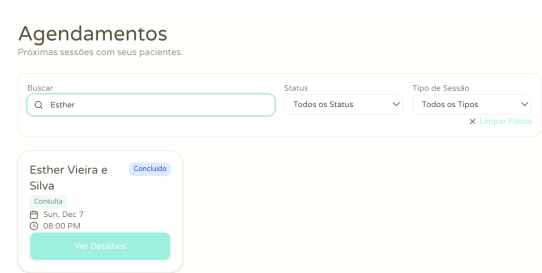 Agendamentos
Próximas sessões com seus pacientes.
Buscar
Status
Tipo de Sessão
Esther
Todos os Status
Todos os Tipos
Limpar Filtros
Esther Vieira e
Silva
Concluído
Consulta
Sun, Dec 7
08:00 PM
Ver Detalhes